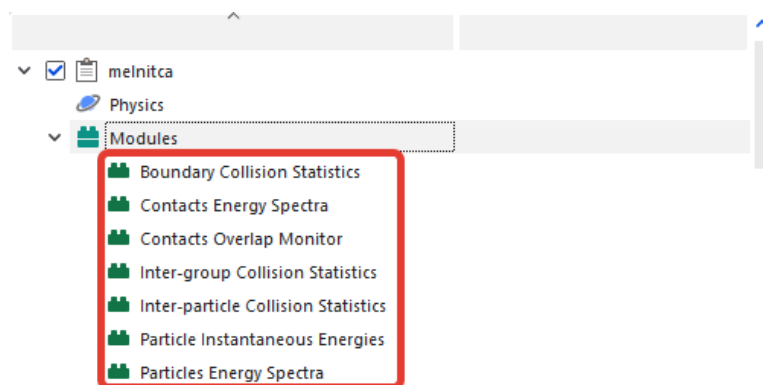 melnitca
Physics
Modules
Boundary Collision Statistics
Contacts Energy Spectra
Contacts Overlap Monitor
Inter-group Collision Statistics
Inter-particle Collision Statistics
Particle Instantaneous Energies
Particles Energy Spectra